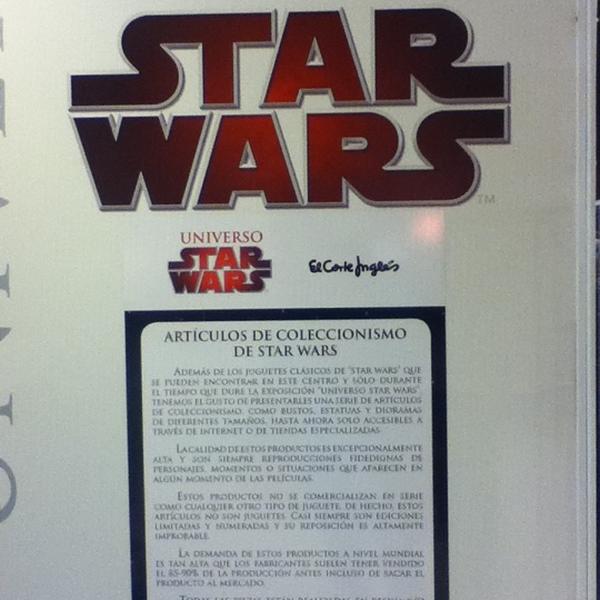 STAR
WARS
TM
UNIVERSO
STAR
WARS
El Corte Inglés
ARTÍCULOS DE COLECCIONISMO
DE STAR WARS
ADEMÁS DE LOS JUGUETES CLÁSICOS DE "STAR WARS" QUE
SE PUEDEN ENCONTRAR EN ESTE CENTRO Y SÓLO DURANTE
EL TIEMPO QUE DURE LA EXPOSICIÓN "UNIVERSO STAR WARS",
TENEMOS EL GUSTO DE PRESENTARLES UNA SERIE DE ARTÍCULOS
DE COLECCIONISMO, COMO BUSTOS, ESTATUAS Y DIORAMAS
DE DIFERENTES TAMAÑOS, HASTA AHORA SOLO ACCESIBLES A
TRAVÉS DE INTERNET O DE TIENDAS ESPECIALIZADAS.
LA CALIDAD DE ESTOS PRODUCTOS ES EXCEPCIONALMENTE
ALTA Y SON SIEMPRE REPRODUCCIONES FIDEDIGNAS DE
PERSONAJES, MOMENTOS O SITUACIONES QUE APARECEN EN
ALGÚN MOMENTO DE LAS PELÍCULAS.
ESTOS PRODUCTOS NO SE COMERCIALIZAN EN SERIE
COMO CUALQUIER OTRO TIPO DE JUGUETE, DE HECHO, ESTOS
ARTÍCULOS NO SON JUGUETES. CASI SIEMPRE SON EDICIONES
LIMITADAS Y NUMERADAS Y SU REPOSICIÓN ES ALTAMENTE
IMPROBABLE.
LA DEMANDA DE ESTOS PRODUCTOS A NIVEL MUNDIAL
ES TAN ALTA QUE LOS FABRICANTES SUELEN TENER VENDIDO
EL 85-90% DE LA PRODUCCIÓN ANTES INCLUSO DE SACAR EL
PRODUCTO AL MERCADO.